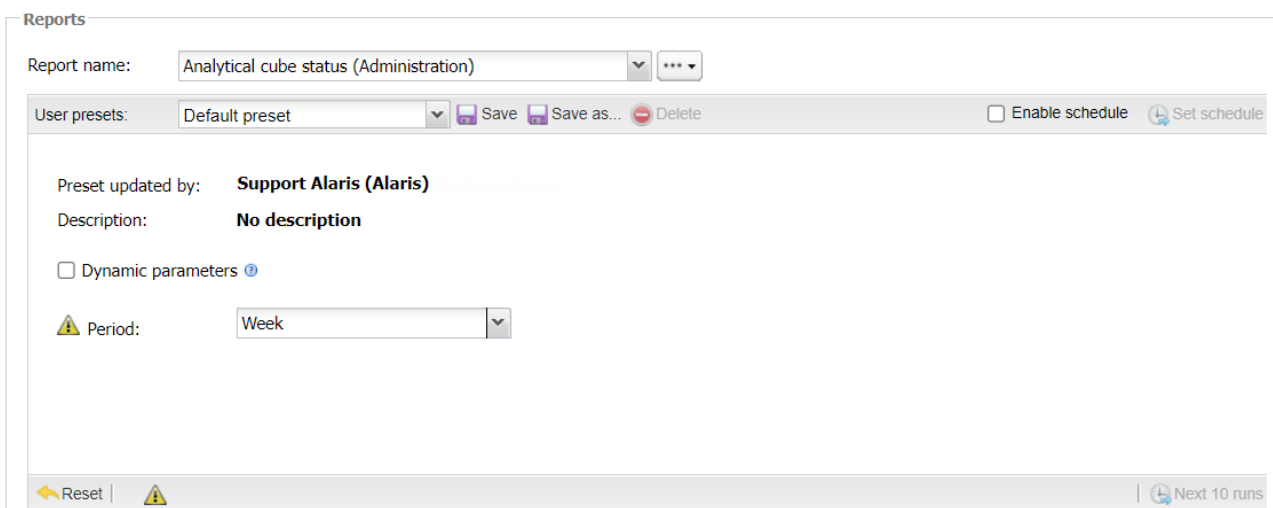 Reports
Report name: Analytical cube status (Administration)
User presets: Default preset Save Save as... Delete Enable schedule Set schedule
Preset updated by: Support Alaris (Alaris)
Description: No description
Dynamic parameters
Period: Week
Reset Next 10 runs